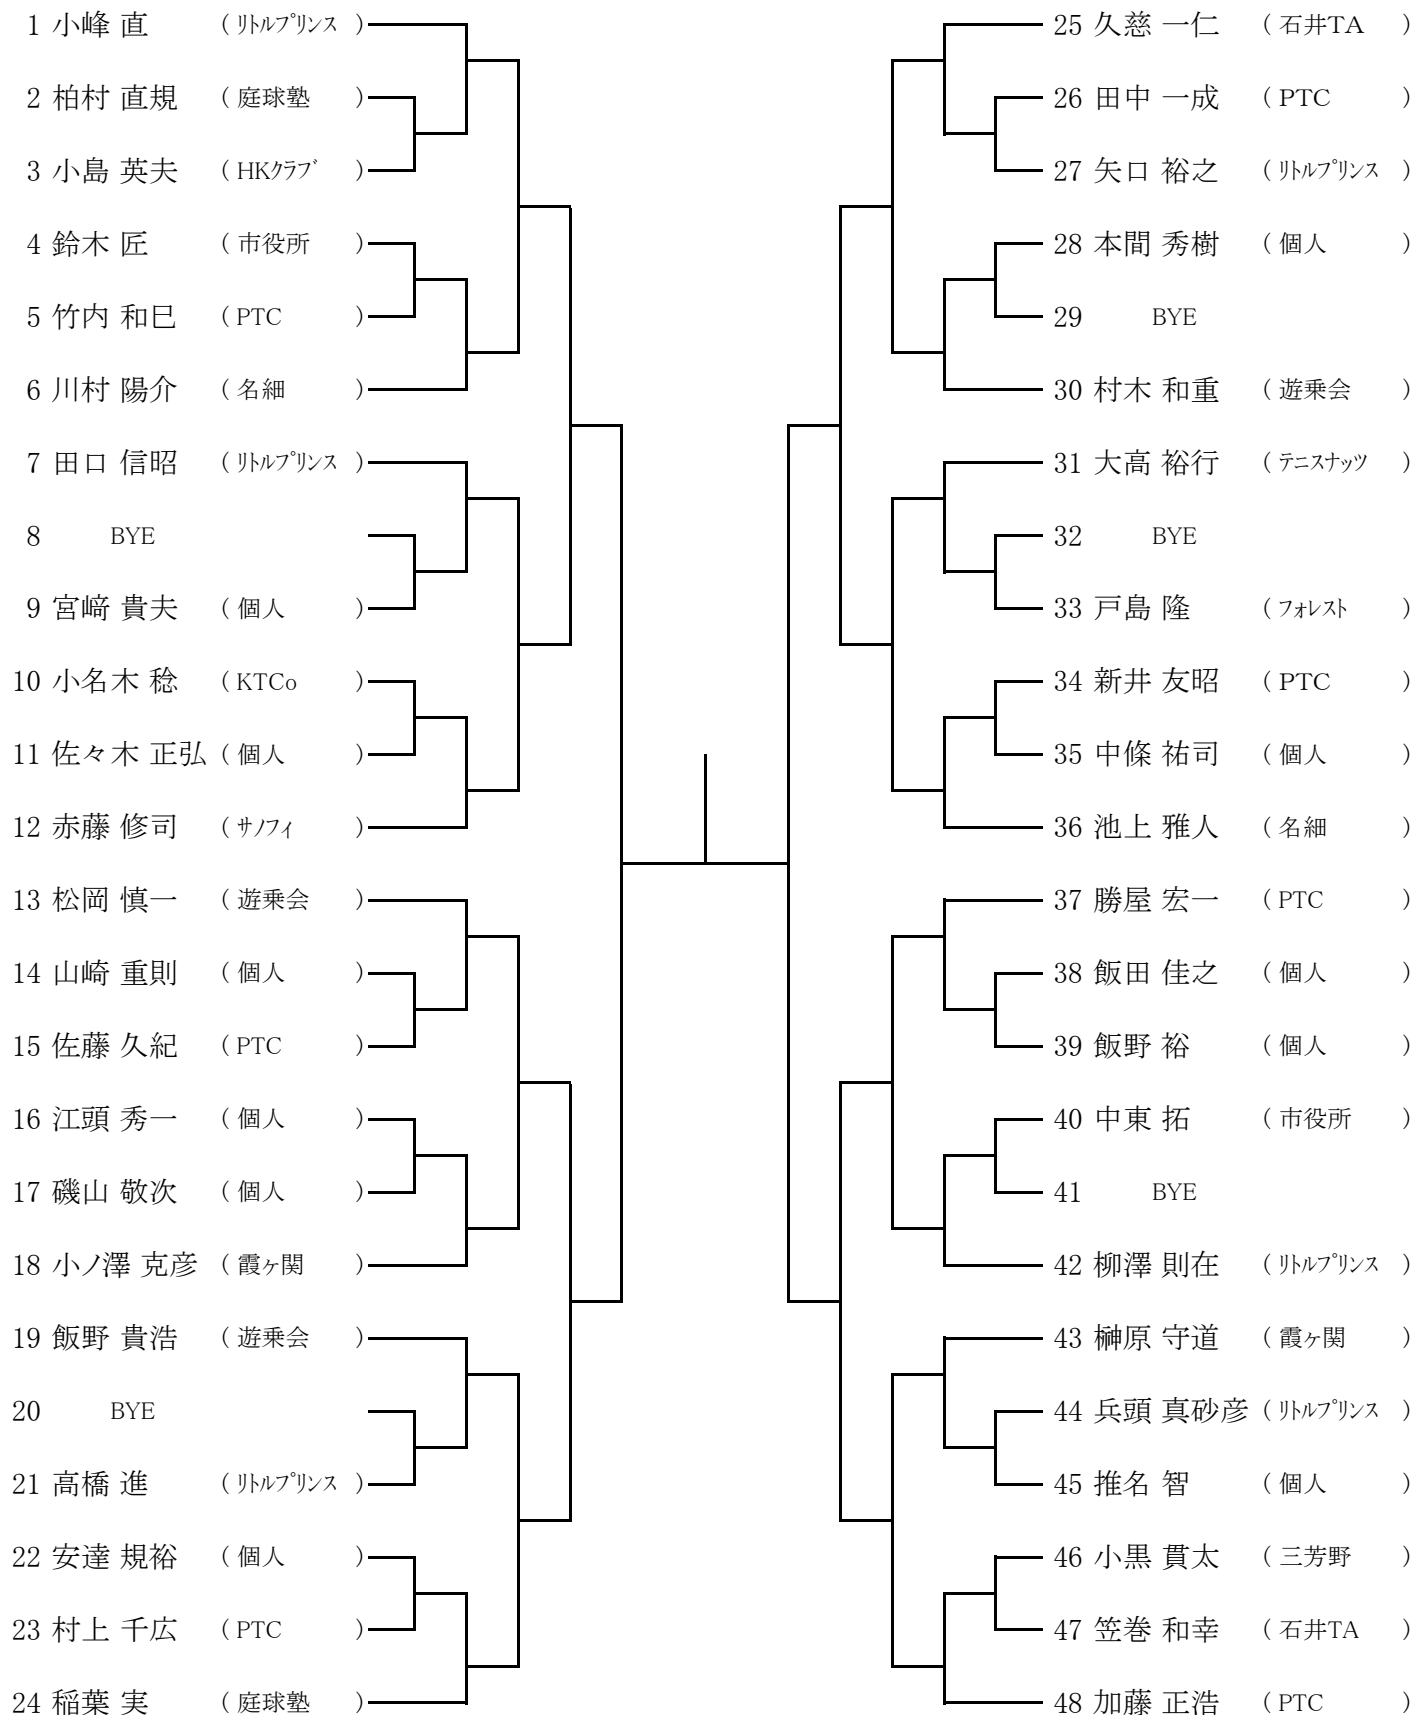 1 小峰 直 ( ﾘﾄﾙﾌﾟﾘﾝｽ )
2 柏村 直規 ( 庭球塾 )
3 小島 英夫 ( HKｸﾗﾌﾞ )
4 鈴木 匠 ( 市役所 )
5 竹内 和巳 ( PTC )
6 川村 陽介 ( 名細 )
7 田口 信昭 ( ﾘﾄﾙﾌﾟﾘﾝｽ )
8 BYE
9 宮﨑 貴夫 ( 個人 )
10 小名木 稔 ( KTCo )
11 佐々木 正弘 ( 個人 )
12 赤藤 修司 ( ｻﾉﾌｨ )
13 松岡 慎一 ( 遊乗会 )
14 山崎 重則 ( 個人 )
15 佐藤 久紀 ( PTC )
16 江頭 秀一 ( 個人 )
17 磯山 敬次 ( 個人 )
18 小ノ澤 克彦 ( 霞ヶ関 )
19 飯野 貴浩 ( 遊乗会 )
20 BYE
21 高橋 進 ( ﾘﾄﾙﾌﾟﾘﾝｽ )
22 安達 規裕 ( 個人 )
23 村上 千広 ( PTC )
24 稲葉 実 ( 庭球塾 )
25 久慈 一仁 ( 石井TA )
26 田中 一成 ( PTC )
27 矢口 裕之 ( ﾘﾄﾙﾌﾟﾘﾝｽ )
28 本間 秀樹 ( 個人 )
29 BYE
30 村木 和重 ( 遊乗会 )
31 大高 裕行 ( ﾃﾆｽﾅｯﾂ )
32 BYE
33 戸島 隆 ( ﾌｫﾚｽﾄ )
34 新井 友昭 ( PTC )
35 中條 祐司 ( 個人 )
36 池上 雅人 ( 名細 )
37 勝屋 宏一 ( PTC )
38 飯田 佳之 ( 個人 )
39 飯野 裕 ( 個人 )
40 中東 拓 ( 市役所 )
41 BYE
42 柳澤 則在 ( ﾘﾄﾙﾌﾟﾘﾝｽ )
43 榊原 守道 ( 霞ヶ関 )
44 兵頭 真砂彦 ( ﾘﾄﾙﾌﾟﾘﾝｽ )
45 推名 智 ( 個人 )
46 小黒 貫太 ( 三芳野 )
47 笠巻 和幸 ( 石井TA )
48 加藤 正浩 ( PTC )